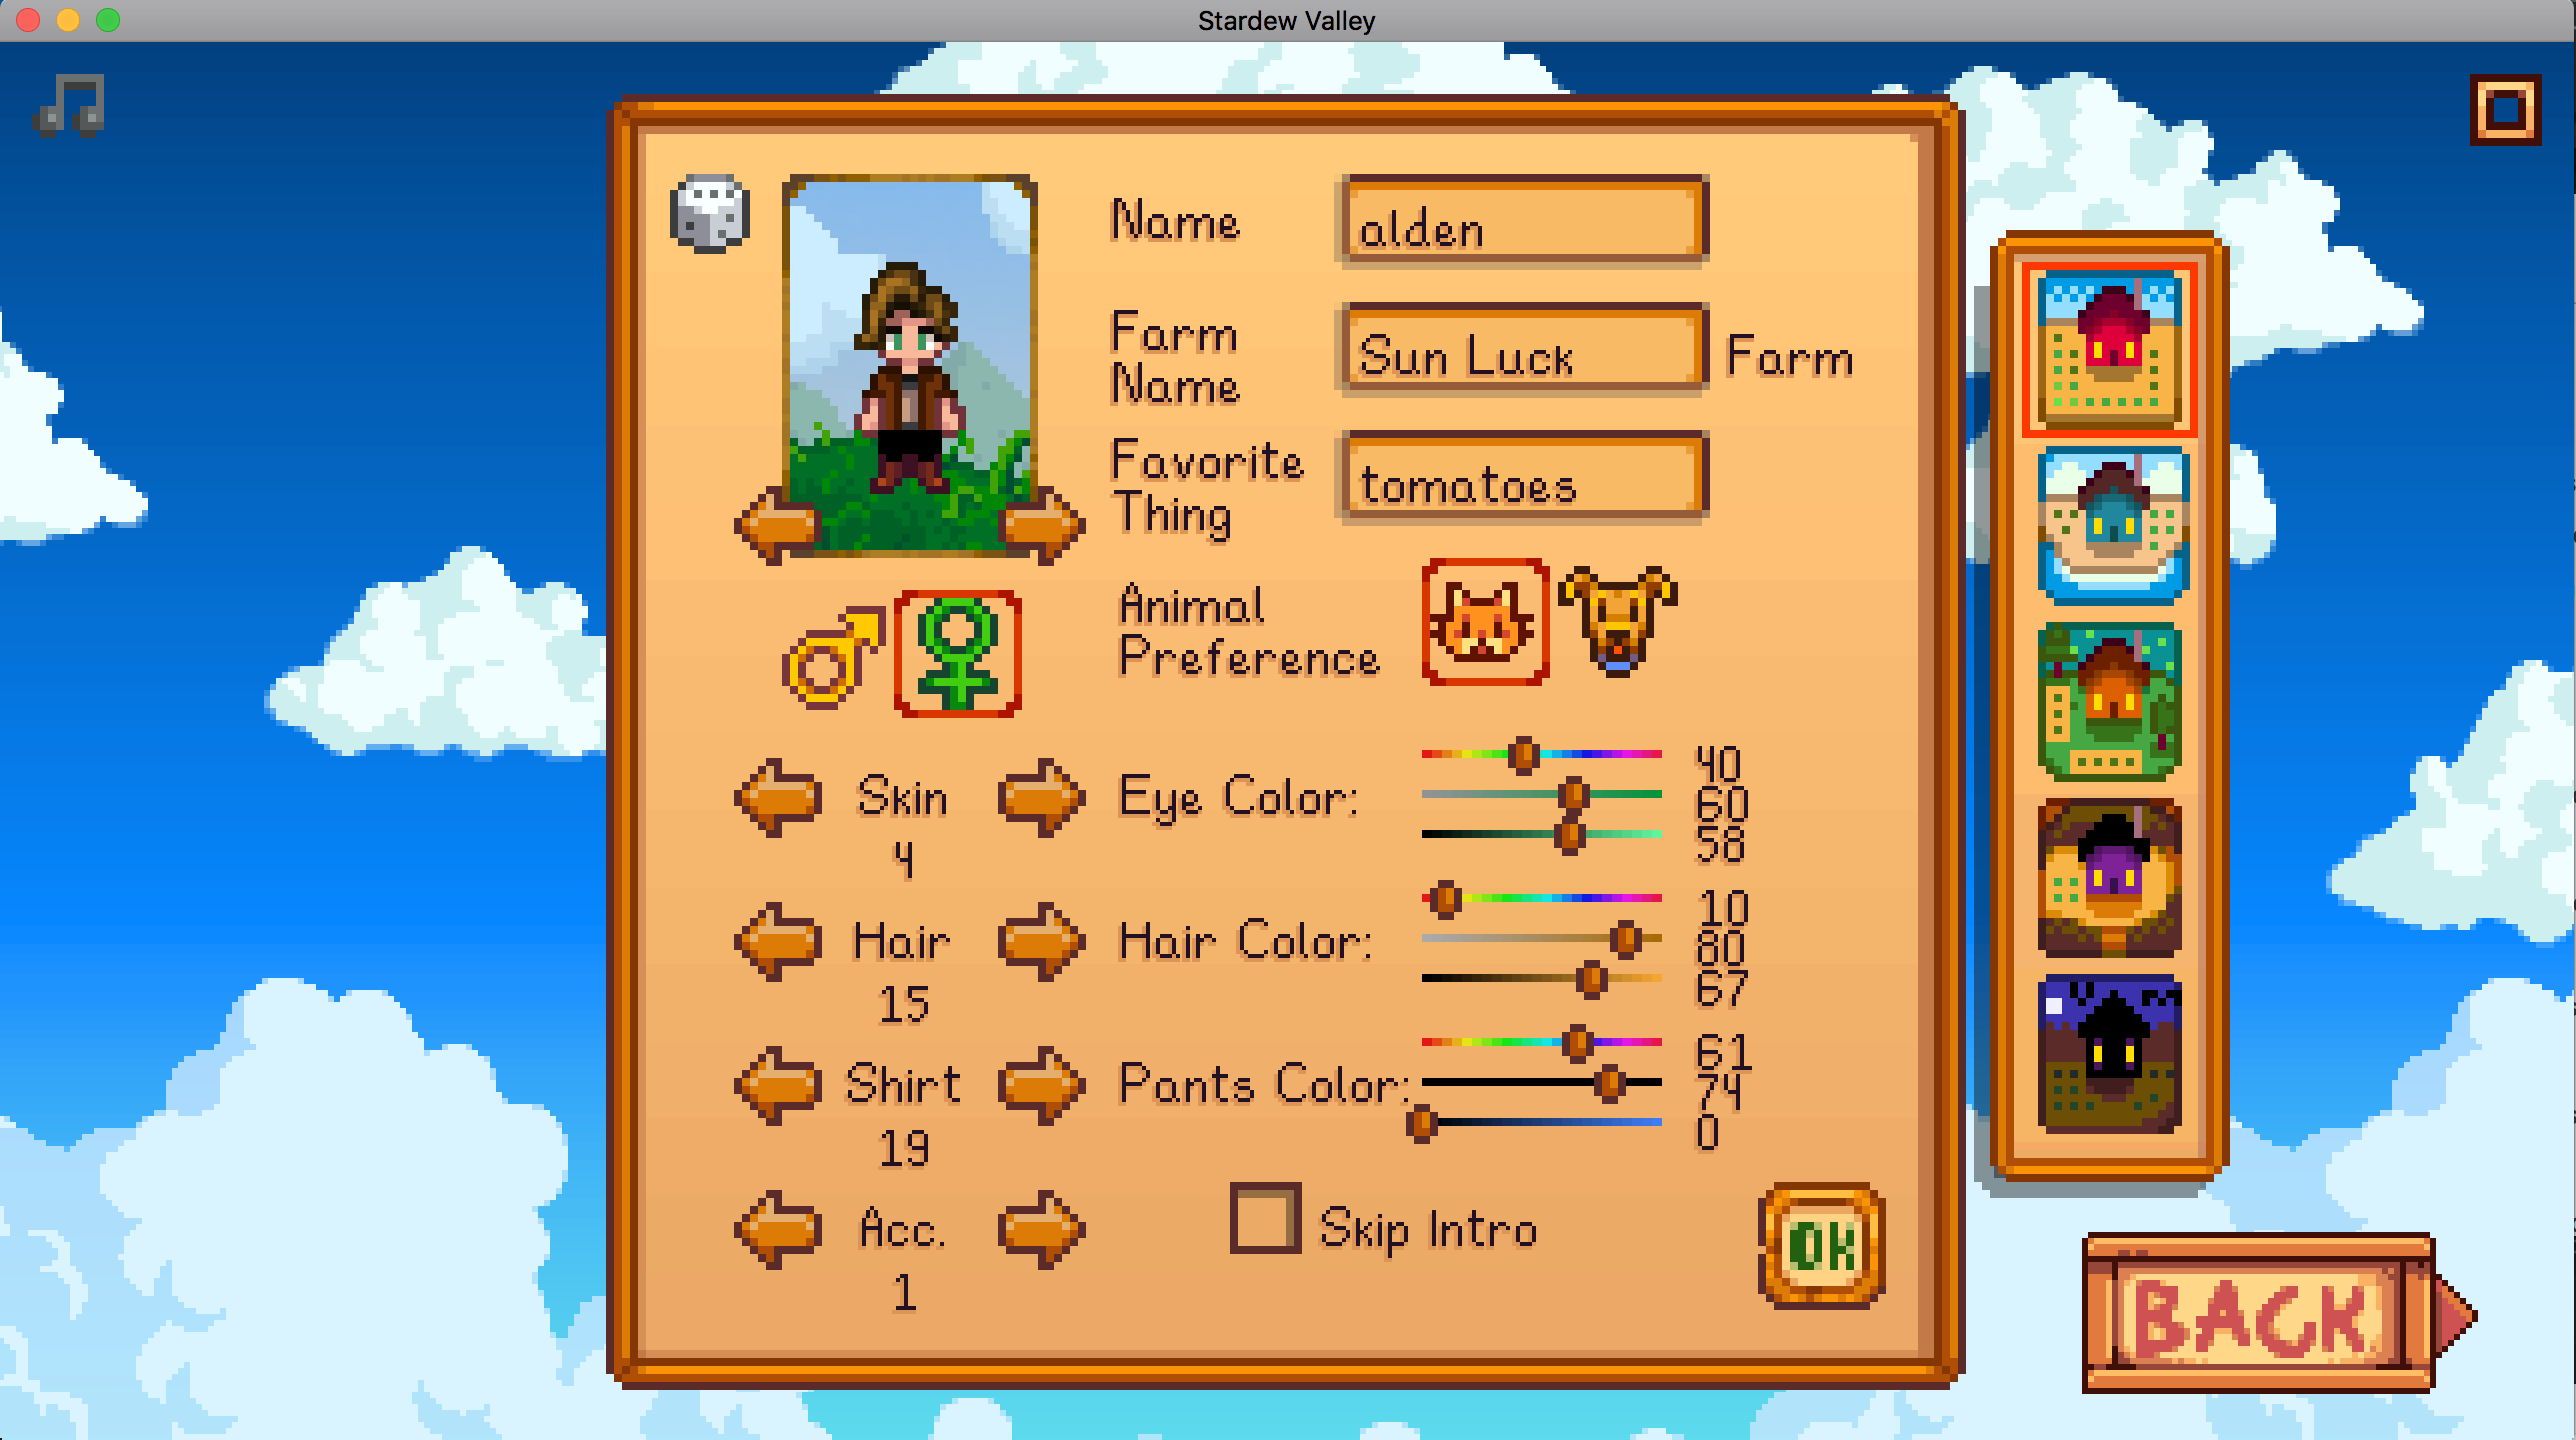 Stardew Valley
Name
alden
Farm
Name
Sun Luck
Farm
Favorite
Thing
tomatoes
Animal
Preference
Skin
4
Eye Color:
40
60
58
Hair
15
Hair Color:
10
80
67
Shirt
19
Pants Color:
61
74
0
Acc.
1
Skip Intro
OK
BACK